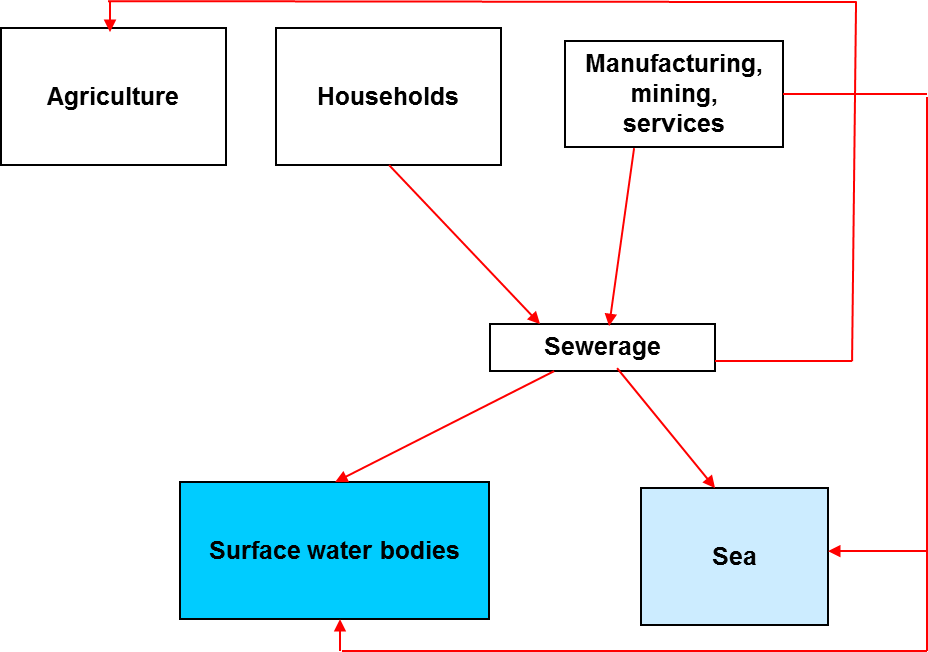 Agriculture
Households
Manufacturing,
mining,
services
Sewerage
Surface water bodies
Sea